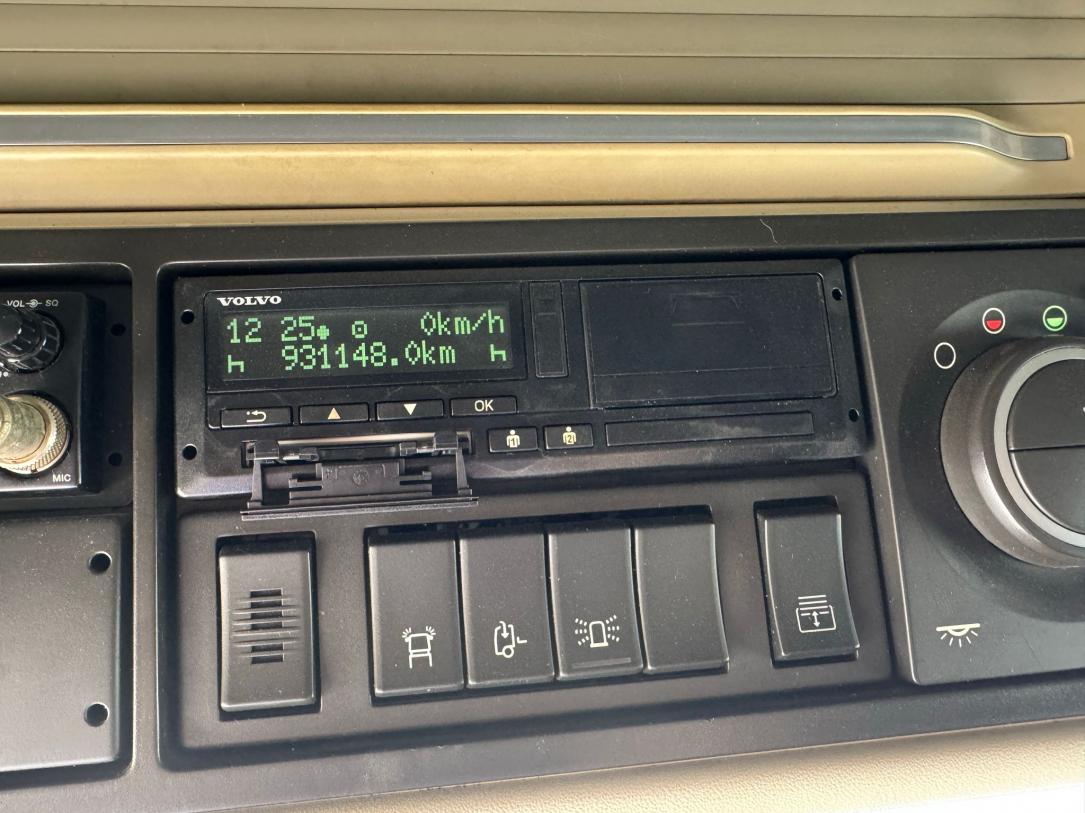 VOL SQ
VOLVO
12 25 0km/h
931148.0km
OK
1 2
MIC